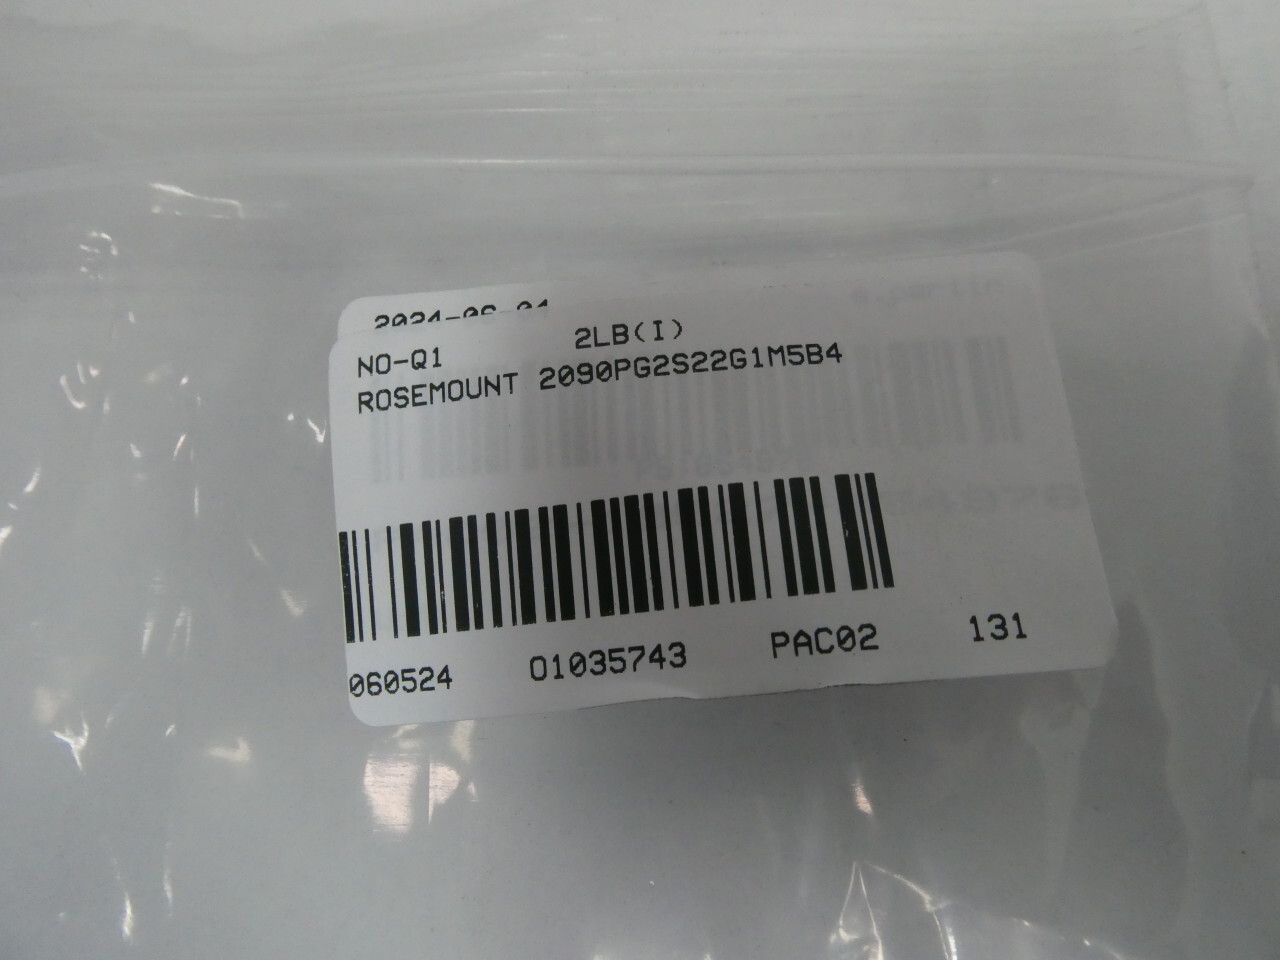 NO-Q1 2LB(I)
ROSEMOUNT 2090PG2S22G1M5B4
060524 01035743 PAC02 131